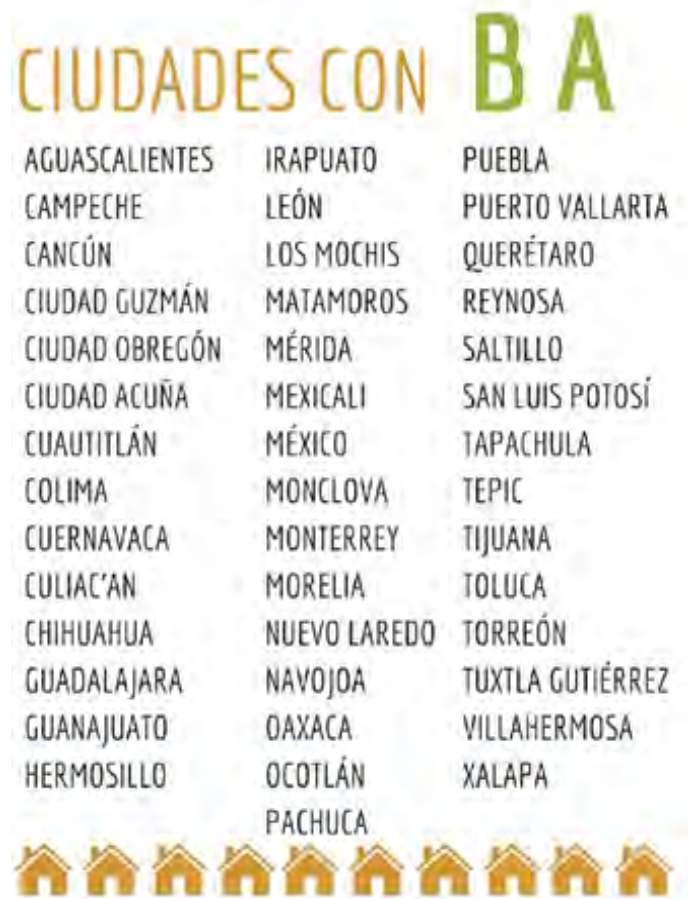 CIUDADES CON B A
AGUASCALIENTES
CAMPECHE
CANCÚN
CIUDAD GUZMÁN
CIUDAD OBREGÓN
CIUDAD ACUÑA
CUAUTITLÁN
COLIMA
CUERNAVACA
CULIAC'AN
CHIHUAHUA
GUADALAJARA
GUANAJUATO
HERMOSILLO
IRAPUATO
LEÓN
LOS MOCHIS
MATAMOROS
MÉRIDA
MEXICALI
MÉXICO
MONCLOVA
MONTERREY
MORELIA
NUEVO LAREDO
NAVOJOA
OAXACA
OCOTLÁN
PACHUCA
PUEBLA
PUERTO VALLARTA
QUERÉTARO
REYNOSA
SALTILLO
SAN LUIS POTOSÍ
TAPACHULA
TEPIC
TIJUANA
TOLUCA
TORREÓN
TUXTLA GUTIÉRREZ
VILLAHERMOSA
XALAPA